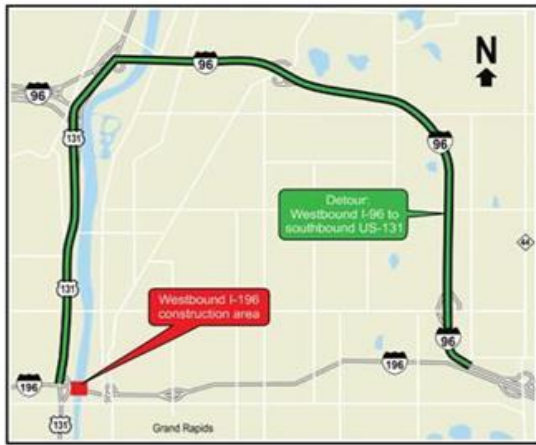 96
N
96
96
131
96
Detour:
Westbound I-96 to
southbound US-131
44
131
Westbound I-196
construction area
96
196
196
131
Grand Rapids